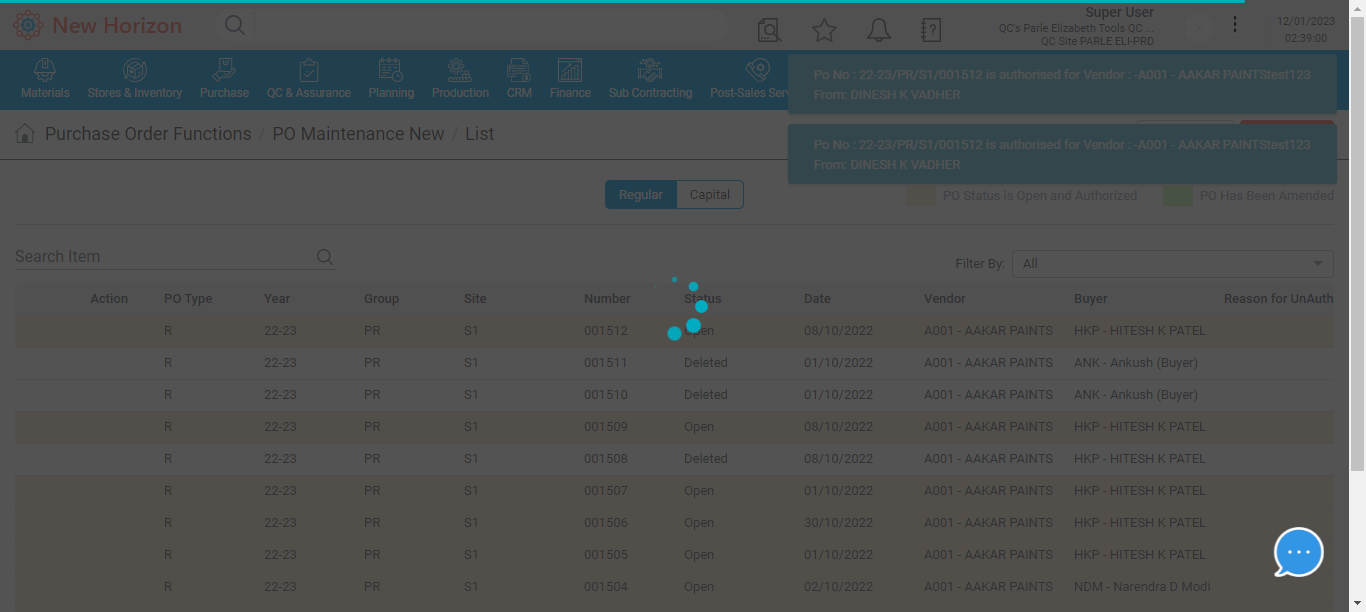 New Horizon
Super User
QC's Parle Elizabeth Tools QC ...
QC Site PARLE ELI-PRD
12/01/2023
02:39:00
Materials Stores & Inventory Purchase QC & Assurance Planning Production CRM Finance Sub Contracting Post-Sales Serv
Po No : 22-23/PR/S1/001512 is authorised for Vendor : -A001 - AAKAR PAINTStest123
From: DINESH K VADHER
Purchase Order Functions / PO Maintenance New / List
Po No : 22-23/PR/S1/001512 is authorised for Vendor : -A001 - AAKAR PAINTStest123
From: DINESH K VADHER
Regular Capital PO Status is Open and Authorized PO Has Been Amended
Search Item
Filter By: All
Action PO Type Year Group Site Number Status Date Vendor Buyer Reason for UnAuth
R 22-23 PR S1 001512 Open 08/10/2022 A001 - AAKAR PAINTS HKP - HITESH K PATEL
R 22-23 PR S1 001511 Deleted 01/10/2022 A001 - AAKAR PAINTS ANK - Ankush (Buyer)
R 22-23 PR S1 001510 Deleted 01/10/2022 A001 - AAKAR PAINTS ANK - Ankush (Buyer)
R 22-23 PR S1 001509 Open 08/10/2022 A001 - AAKAR PAINTS HKP - HITESH K PATEL
R 22-23 PR S1 001508 Deleted 08/10/2022 A001 - AAKAR PAINTS HKP - HITESH K PATEL
R 22-23 PR S1 001507 Open 01/10/2022 A001 - AAKAR PAINTS HKP - HITESH K PATEL
R 22-23 PR S1 001506 Open 30/10/2022 A001 - AAKAR PAINTS HKP - HITESH K PATEL
R 22-23 PR S1 001505 Open 01/10/2022 A001 - AAKAR PAINTS HKP - HITESH K PATEL
R 22-23 PR S1 001504 Open 02/10/2022 A001 - AAKAR PAINTS NDM - Narendra D Modi